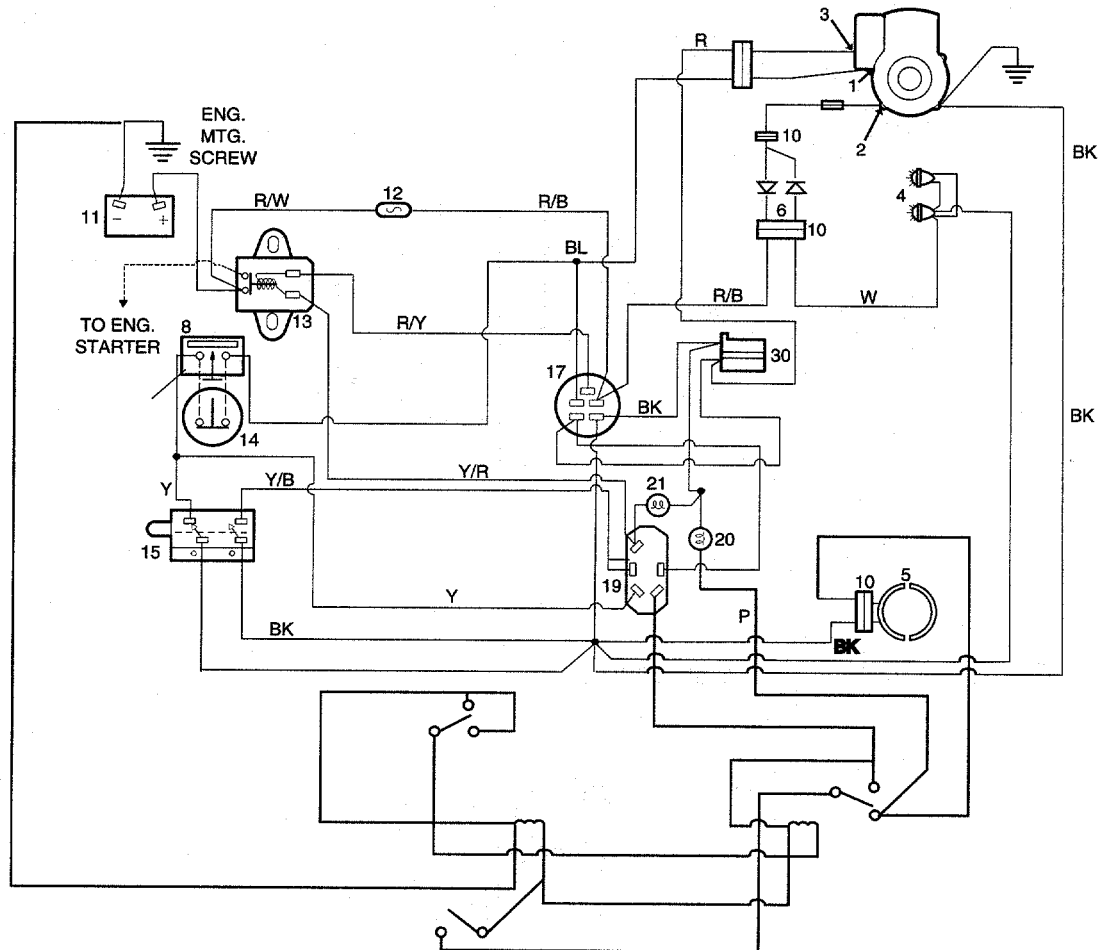 3
R
1
2
ENG.
MTG.
SCREW
10
BK
4
11
-
+
R/W
12
R/B
6
10
BL
TO ENG.
STARTER
13
R/B
W
8
R/Y
30
17
BK
BK
14
Y/R
Y
Y/B
21
15
20
19
10
5
Y
P
BK
BK